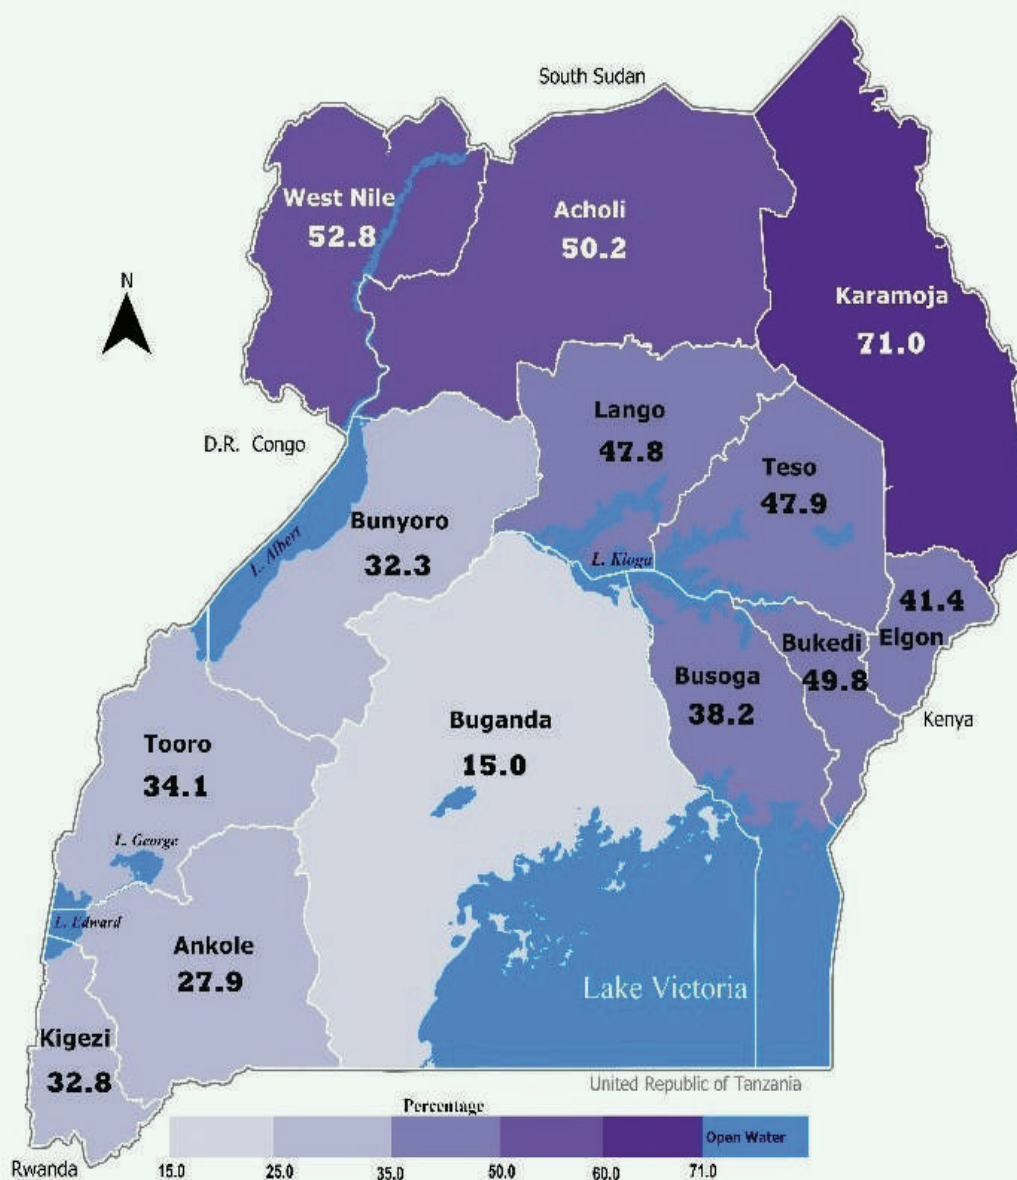 South Sudan
West Nile
52.8
Acholi
50.2
N
Karamoja
71.0
Lango
47.8
D.R. Congo
Teso
47.9
Bunyoro
32.3
L. Albert
L. Kioga
41.4
Elgon
Bukedi
49.8
Busoga
38.2
Kenya
Buganda
15.0
Tooro
34.1
L. George
L. Edward
Ankole
27.9
Lake Victoria
Kigezi
32.8
United Republic of Tanzania
Percentage
Open Water
Rwanda
15.0 25.0 35.0 50.0 60.0 71.0